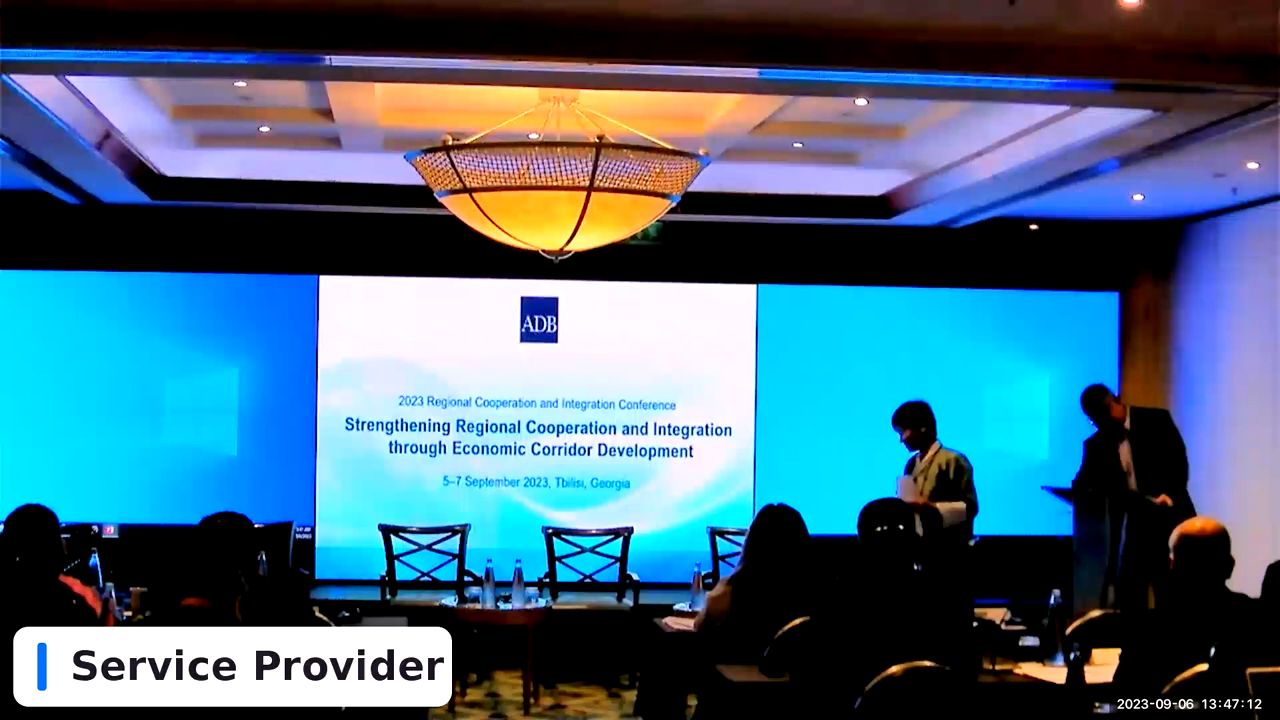 ADB
2023 Regional Cooperation and Integration Conference
Strengthening Regional Cooperation and Integration
through Economic Corridor Development
5–7 September 2023, Tbilisi, Georgia
Service Provider
2023-09-06 13:47:12